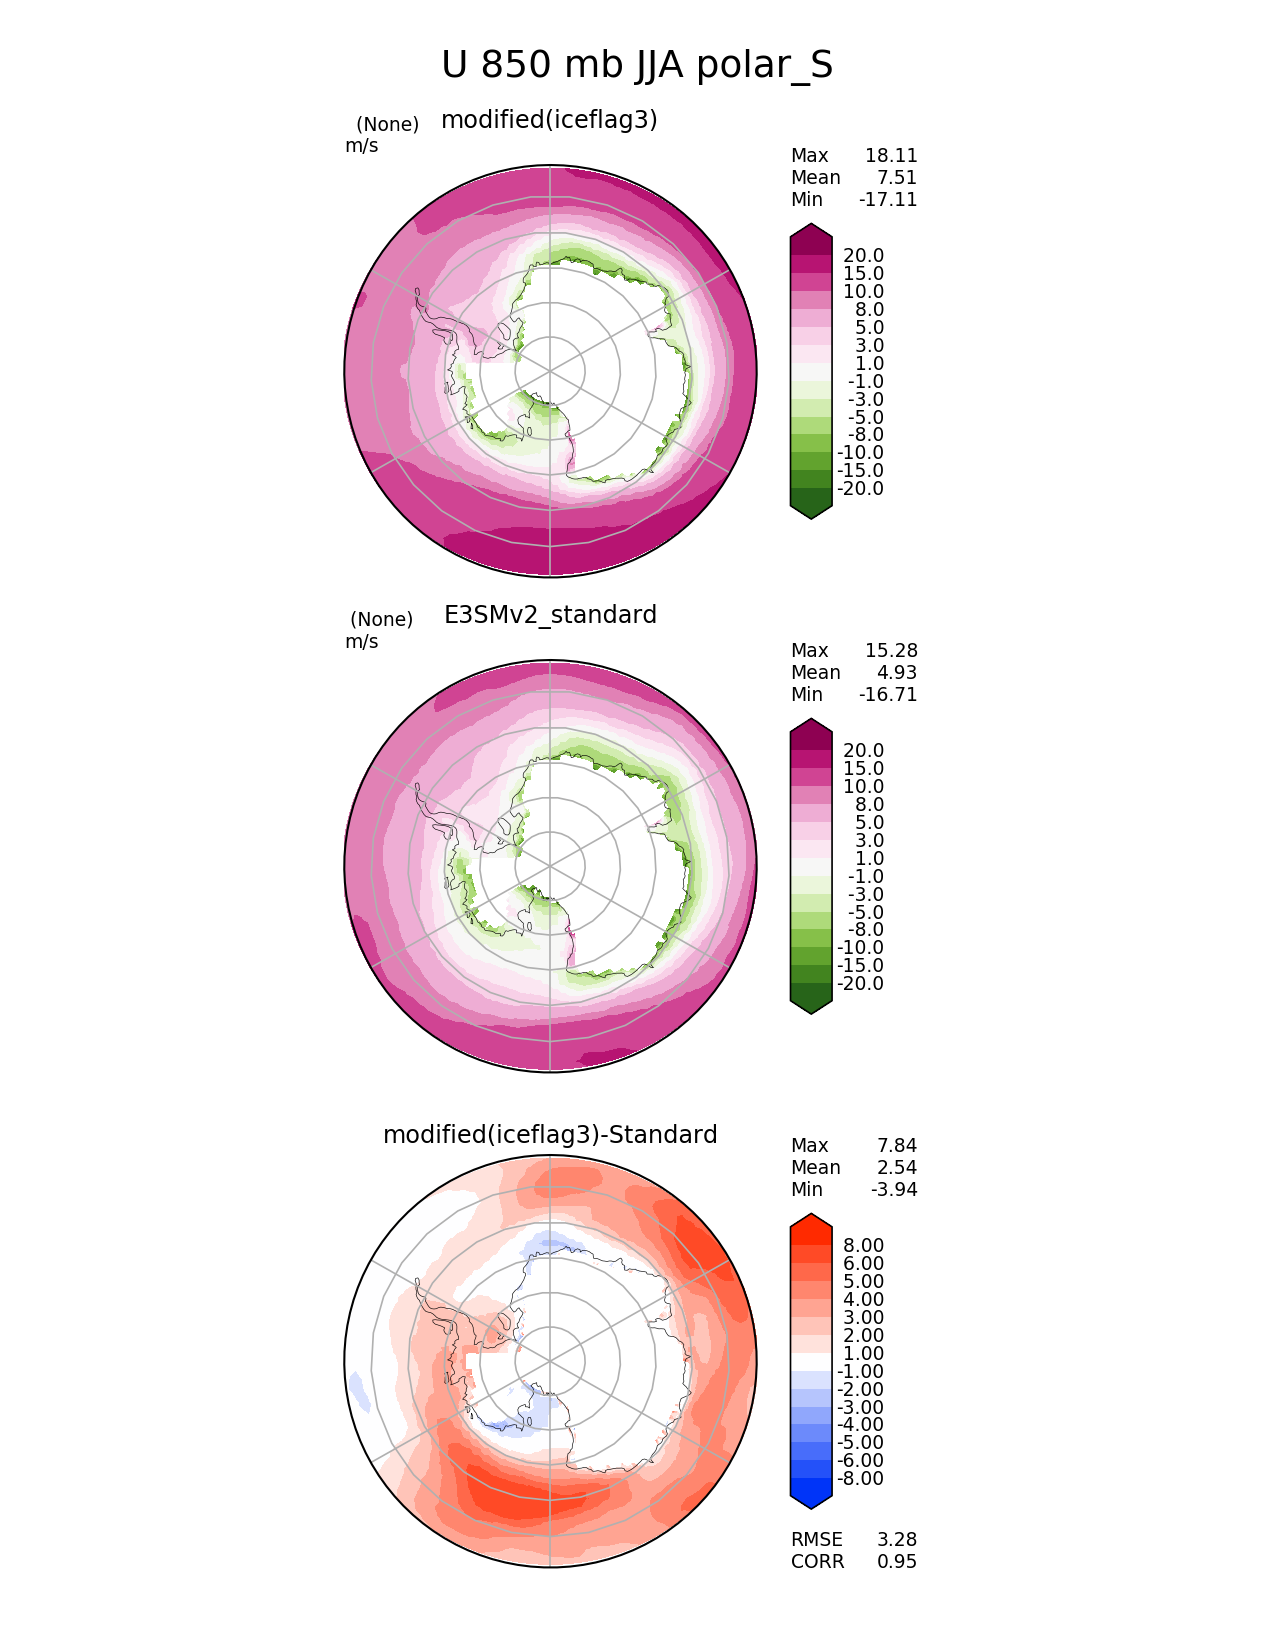 U 850 mb JJA polar_S
(None) modified(iceflag3)
m/s
Max 18.11
Mean 7.51
Min -17.11
20.0
15.0
10.0
8.0
5.0
3.0
1.0
-1.0
-3.0
-5.0
-8.0
-10.0
-15.0
-20.0
(None) E3SMv2_standard
m/s
Max 15.28
Mean 4.93
Min -16.71
20.0
15.0
10.0
8.0
5.0
3.0
1.0
-1.0
-3.0
-5.0
-8.0
-10.0
-15.0
-20.0
modified(iceflag3)-Standard
Max 7.84
Mean 2.54
Min -3.94
8.00
6.00
5.00
4.00
3.00
2.00
1.00
-1.00
-2.00
-3.00
-4.00
-5.00
-6.00
-8.00
RMSE 3.28
CORR 0.95